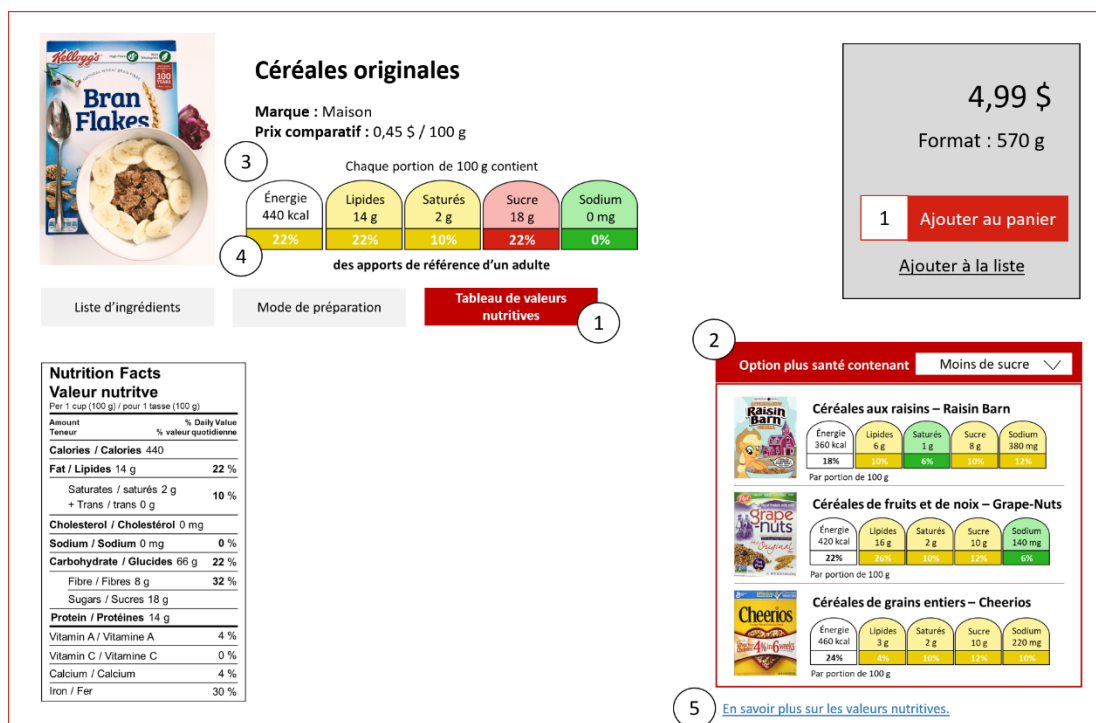 Kellogg's
100
Bran
Flakes
Céréales originales
Marque : Maison
Prix comparatif : 0,45 $ / 100 g
4,99 $
Format : 570 g
1
Ajouter au panier
Ajouter à la liste
3
Chaque portion de 100 g contient
Énergie
440 kcal
22%
Lipides
14 g
22%
Saturés
2 g
10%
Sucre
18 g
22%
Sodium
0 mg
0%
4
des apports de référence d'un adulte
Liste d'ingrédients
Mode de préparation
Tableau de valeurs
nutritives
1
Nutrition Facts
Valeur nutritve
Per 1 cup (100 g) / pour 1 tasse (100 g)
Amount % Daily Value
Teneur % valeur quotidienne
Calories / Calories 440
Fat / Lipides 14 g 22 %
Saturates / saturés 2 g
+ Trans / trans 0 g
10 %
Cholesterol / Cholestérol 0 mg
Sodium / Sodium 0 mg 0 %
Carbohydrate / Glucides 66 g 22 %
Fibre / Fibres 8 g 32 %
Sugars / Sucres 18 g
Protein / Protéines 14 g
Vitamin A / Vitamine A 4 %
Vitamin C / Vitamine C 0 %
Calcium / Calcium 4 %
Iron / Fer 30 %
2
Option plus santé contenant
Moins de sucre
Raisin
Barn
Céréales aux raisins – Raisin Barn
Énergie
360 kcal
18%
Lipides
6 g
10%
Saturés
1 g
6%
Sucre
8 g
10%
Sodium
380 mg
12%
Par portion de 100 g
grape
-nuts
Original
Céréales de fruits et de noix – Grape-Nuts
Énergie
420 kcal
22%
Lipides
16 g
26%
Saturés
2 g
10%
Sucre
10 g
12%
Sodium
140 mg
6%
Par portion de 100 g
Cheerios
4% in 6 weeks
Céréales de grains entiers – Cheerios
Énergie
460 kcal
24%
Lipides
3 g
4%
Saturés
2 g
10%
Sucre
10 g
12%
Sodium
220 mg
10%
Par portion de 100 g
5
En savoir plus sur les valeurs nutritives.